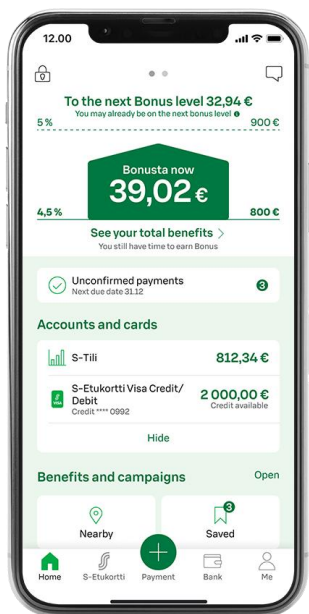 12.00
To the next Bonus level 32,94 €
You may already be on the next bonus level
5 %
900 €
Bonusta now
39,02 €
4,5 %
800 €
See your total benefits
You still have time to earn Bonus
Unconfirmed payments
Next due date 31.12
3
Accounts and cards
S-Tili
812,34 €
VISA
S-Etukortti Visa Credit/
Debit
Credit **** 0992
2 000,00 €
Credit available
Hide
Benefits and campaigns
Open
Nearby
3
Saved
Home
S-Etukortti
Payment
Bank
Me